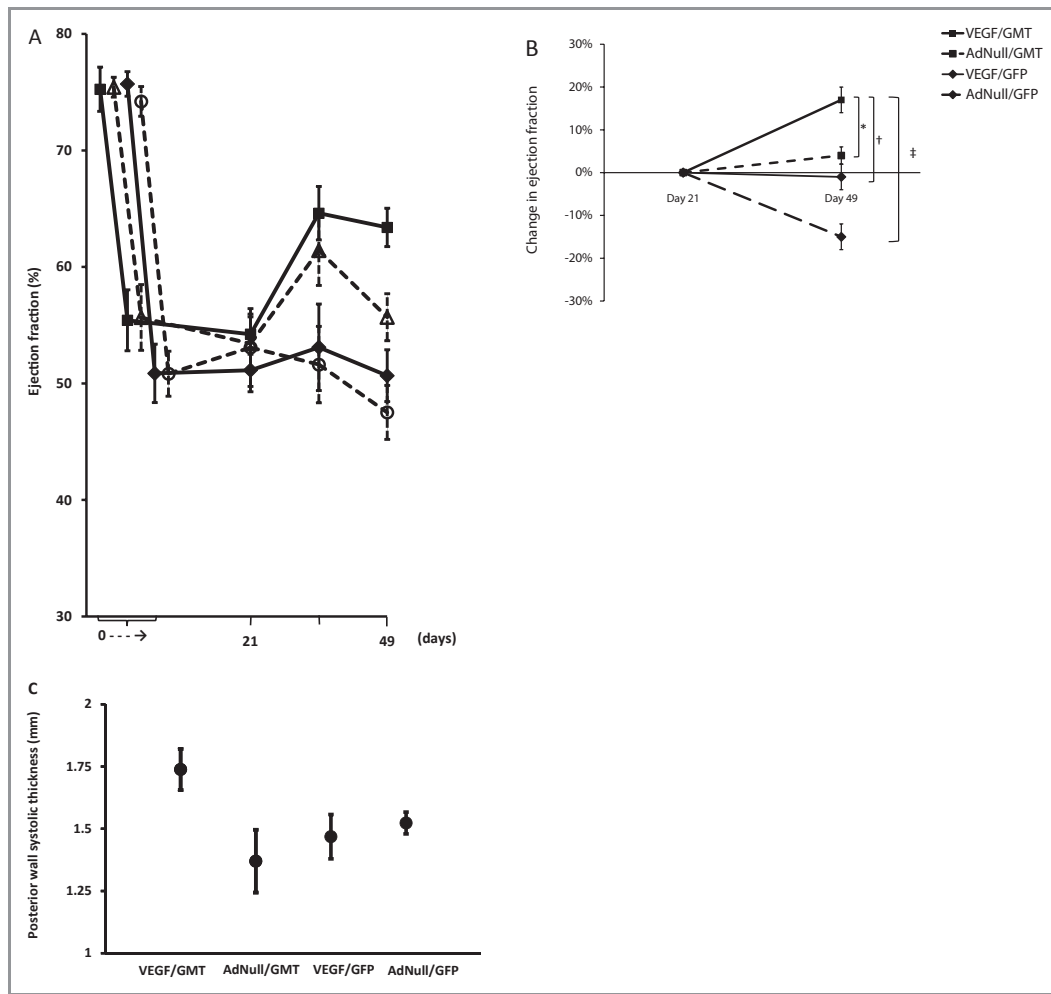 A
80
70
60
50
40
30
Ejection fraction (%)
0 - - - →
21
49
(days)
B
30%
20%
10%
0%
-10%
-20%
-30%
Change in ejection fraction
Day 21
Day 49
*
†
‡
VEGF/GMT
AdNull/GMT
VEGF/GFP
AdNull/GFP
C
2
1.75
1.5
1.25
1
Posterior wall systolic thickness (mm)
VEGF/GMT AdNull/GMT VEGF/GFP AdNull/GFP